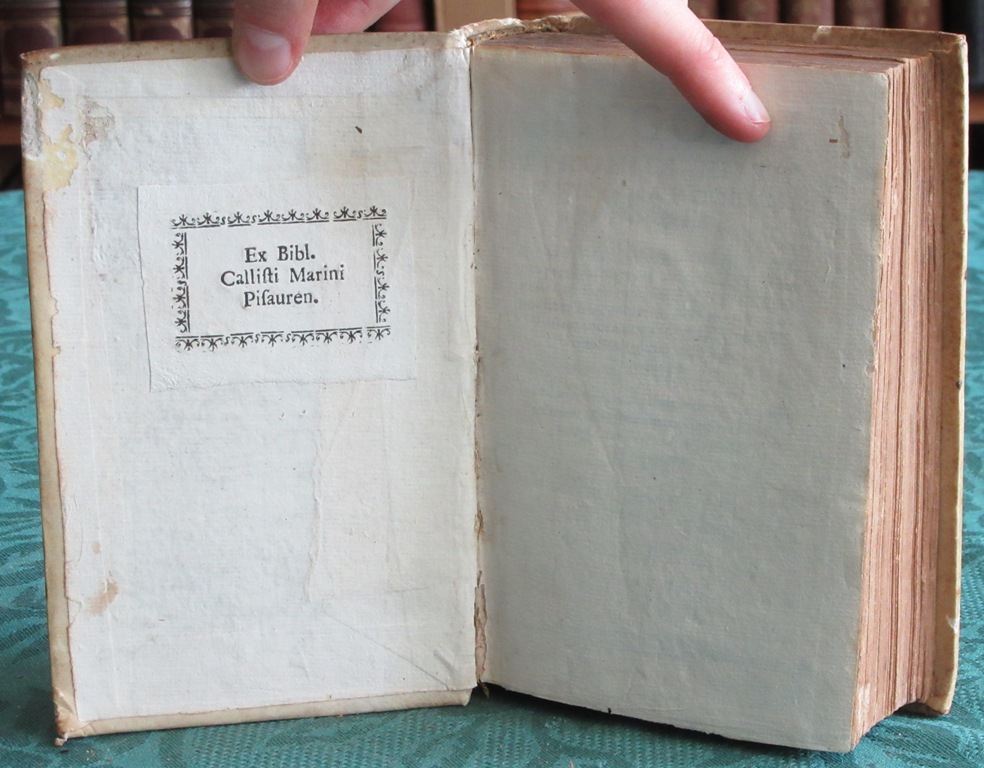 Ex Bibl.
Calliſti Marini
Piſauren.